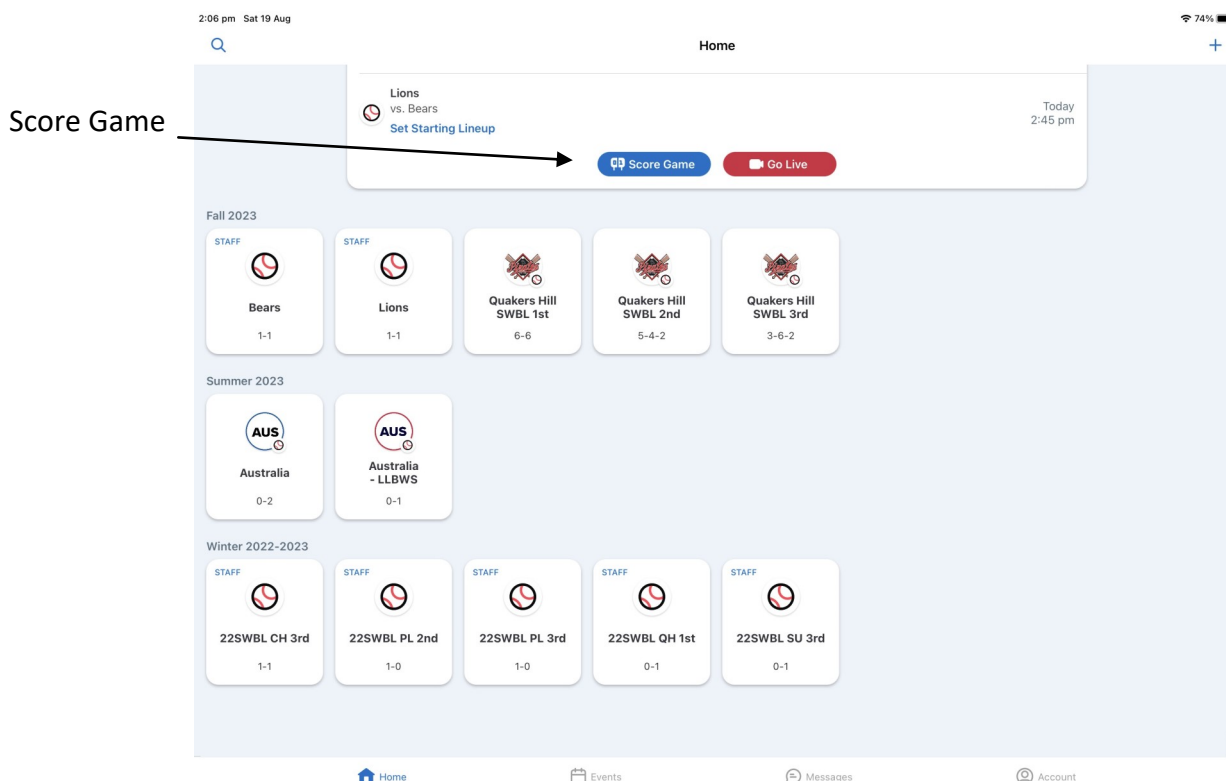 2:06 pm Sat 19 Aug
74%
Home
Score Game
Lions
vs. Bears
Set Starting Lineup
Today
2:45 pm
Score Game
Go Live
Fall 2023
STAFF
Bears
1-1
STAFF
Lions
1-1
Quakers Hill
SWBL 1st
6-6
Quakers Hill
SWBL 2nd
5-4-2
Quakers Hill
SWBL 3rd
3-6-2
Summer 2023
AUS
Australia
0-2
AUS
Australia
- LLBWS
0-1
Winter 2022-2023
STAFF
22SWBL CH 3rd
1-1
STAFF
22SWBL PL 2nd
1-0
STAFF
22SWBL PL 3rd
1-0
STAFF
22SWBL QH 1st
0-1
STAFF
22SWBL SU 3rd
0-1
Home
Events
Messages
Account